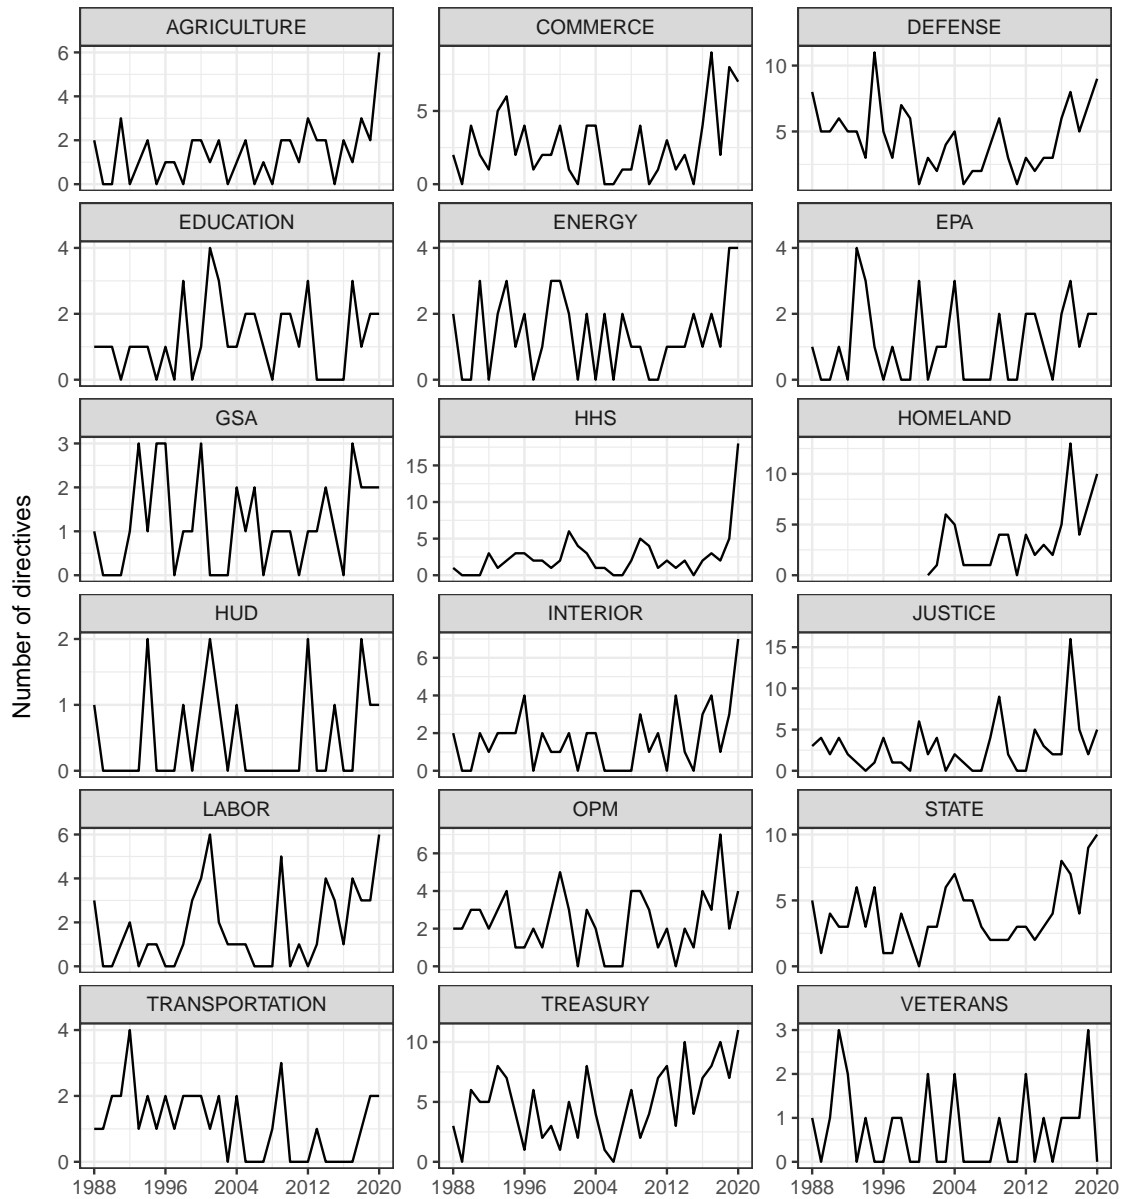 AGRICULTURE
COMMERCE
DEFENSE
6
4
2
0
5
0
10
5
EDUCATION
ENERGY
EPA
4
2
0
4
2
0
4
2
0
GSA
HHS
HOMELAND
3
2
1
0
15
10
5
0
10
5
0
Number of directives
HUD
INTERIOR
JUSTICE
2
1
0
6
4
2
0
15
10
5
0
LABOR
OPM
STATE
6
4
2
0
6
4
2
0
10
5
0
TRANSPORTATION
TREASURY
VETERANS
4
2
0
10
5
0
3
2
1
0
1988 1996 2004 2012 2020
1988 1996 2004 2012 2020
1988 1996 2004 2012 2020